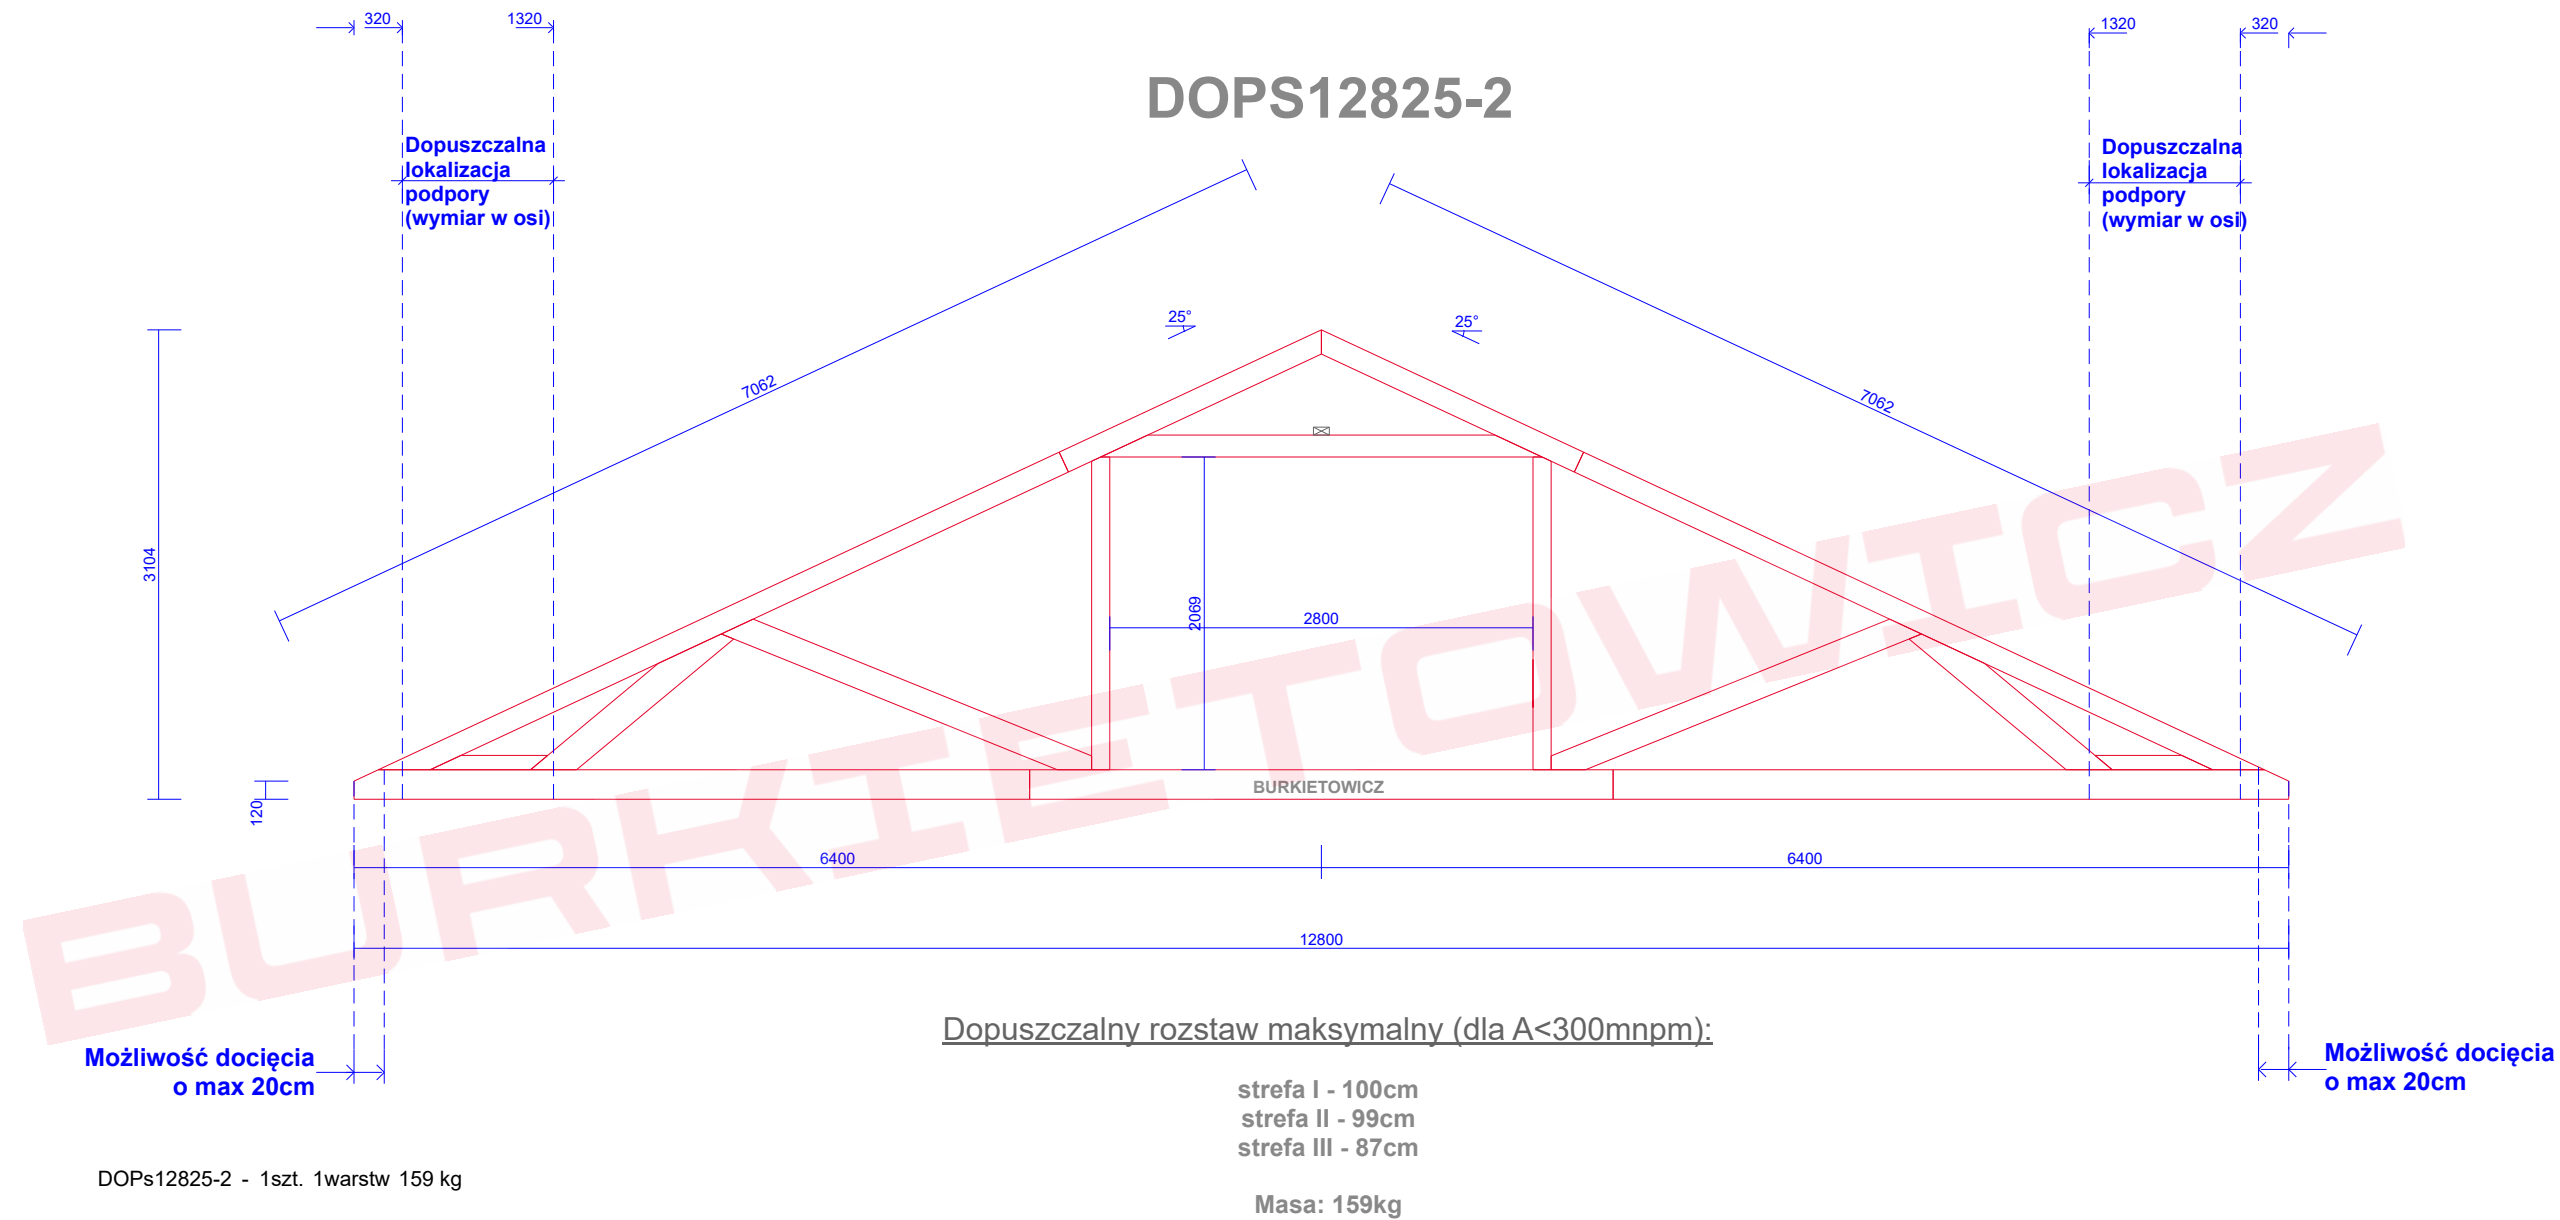 320
1320
1320
320
DOPS12825-2
Dopuszczalna
lokalizacja
podpory
(wymiar w osi)
Dopuszczalna
lokalizacja
podpory
(wymiar w osi)
25°
25°
7062
7062
3104
2069
2800
120
BURKIETOWICZ
BURKIETOWICZ
6400
6400
12800
Dopuszczalny rozstaw maksymalny (dla A<300mnpm):
Możliwość docięcia
o max 20cm
Możliwość docięcia
o max 20cm
strefa I - 100cm
strefa II - 99cm
strefa III - 87cm
DOPs12825-2 - 1szt. 1warstw 159 kg
Masa: 159kg